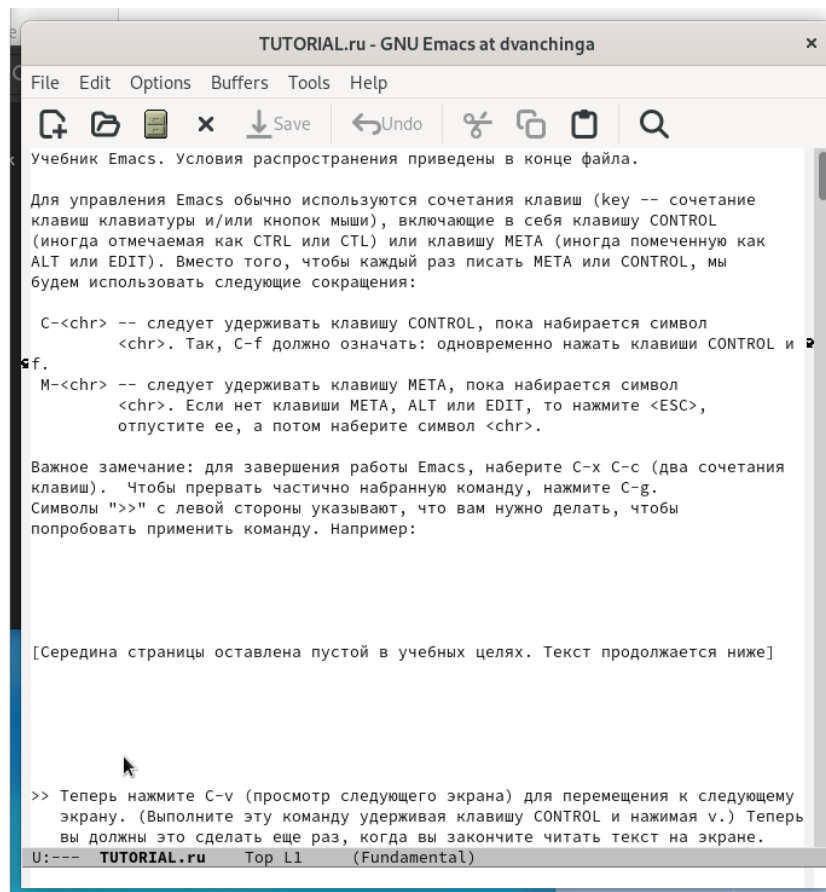 TUTORIAL.ru - GNU Emacs at dvanchinga
File Edit Options Buffers Tools Help
Save Undo
Учебник Emacs. Условия распространения приведены в конце файла.
Для управления Emacs обычно используются сочетания клавиш (key -- сочетание
клавиш клавиатуры и/или кнопок мыши), включающие в себя клавишу CONTROL
(иногда отмечаемая как CTRL или CTL) или клавишу META (иногда помеченную как
ALT или EDIT). Вместо того, чтобы каждый раз писать META или CONTROL, мы
будем использовать следующие сокращения:
C-<chr> -- следует удерживать клавишу CONTROL, пока набирается символ
<chr>. Так, C-f должно означать: одновременно нажать клавиши CONTROL и
f.
M-<chr> -- следует удерживать клавишу META, пока набирается символ
<chr>. Если нет клавиши META, ALT или EDIT, то нажмите <ESC>,
отпустите ее, а потом наберите символ <chr>.
Важное замечание: для завершения работы Emacs, наберите C-x C-c (два сочетания
клавиш).  Чтобы прервать частично набранную команду, нажмите C-g.
Символы ">>" с левой стороны указывают, что вам нужно делать, чтобы
попробовать применить команду. Например:
[Середина страницы оставлена пустой в учебных целях. Текст продолжается ниже]
>> Теперь нажмите C-v (просмотр следующего экрана) для перемещения к следующему
экрану. (Выполните эту команду удерживая клавишу CONTROL и нажимая v.) Теперь
вы должны это сделать еще раз, когда вы закончите читать текст на экране.
U:--- TUTORIAL.ru Top L1 (Fundamental)